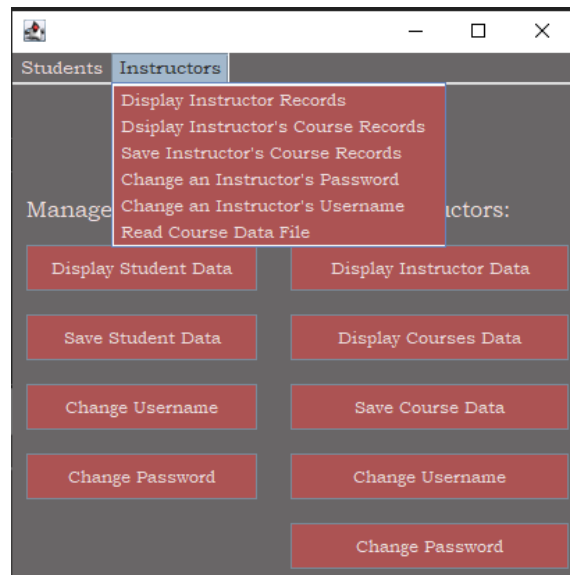 Students Instructors
Display Instructor Records
Dsiplay Instructor's Course Records
Save Instructor's Course Records
Change an Instructor's Password
Change an Instructor's Username
Read Course Data File
Manage
Display Student Data Display Instructor Data
Save Student Data Display Courses Data
Change Username Save Course Data
Change Password Change Username
Change Password